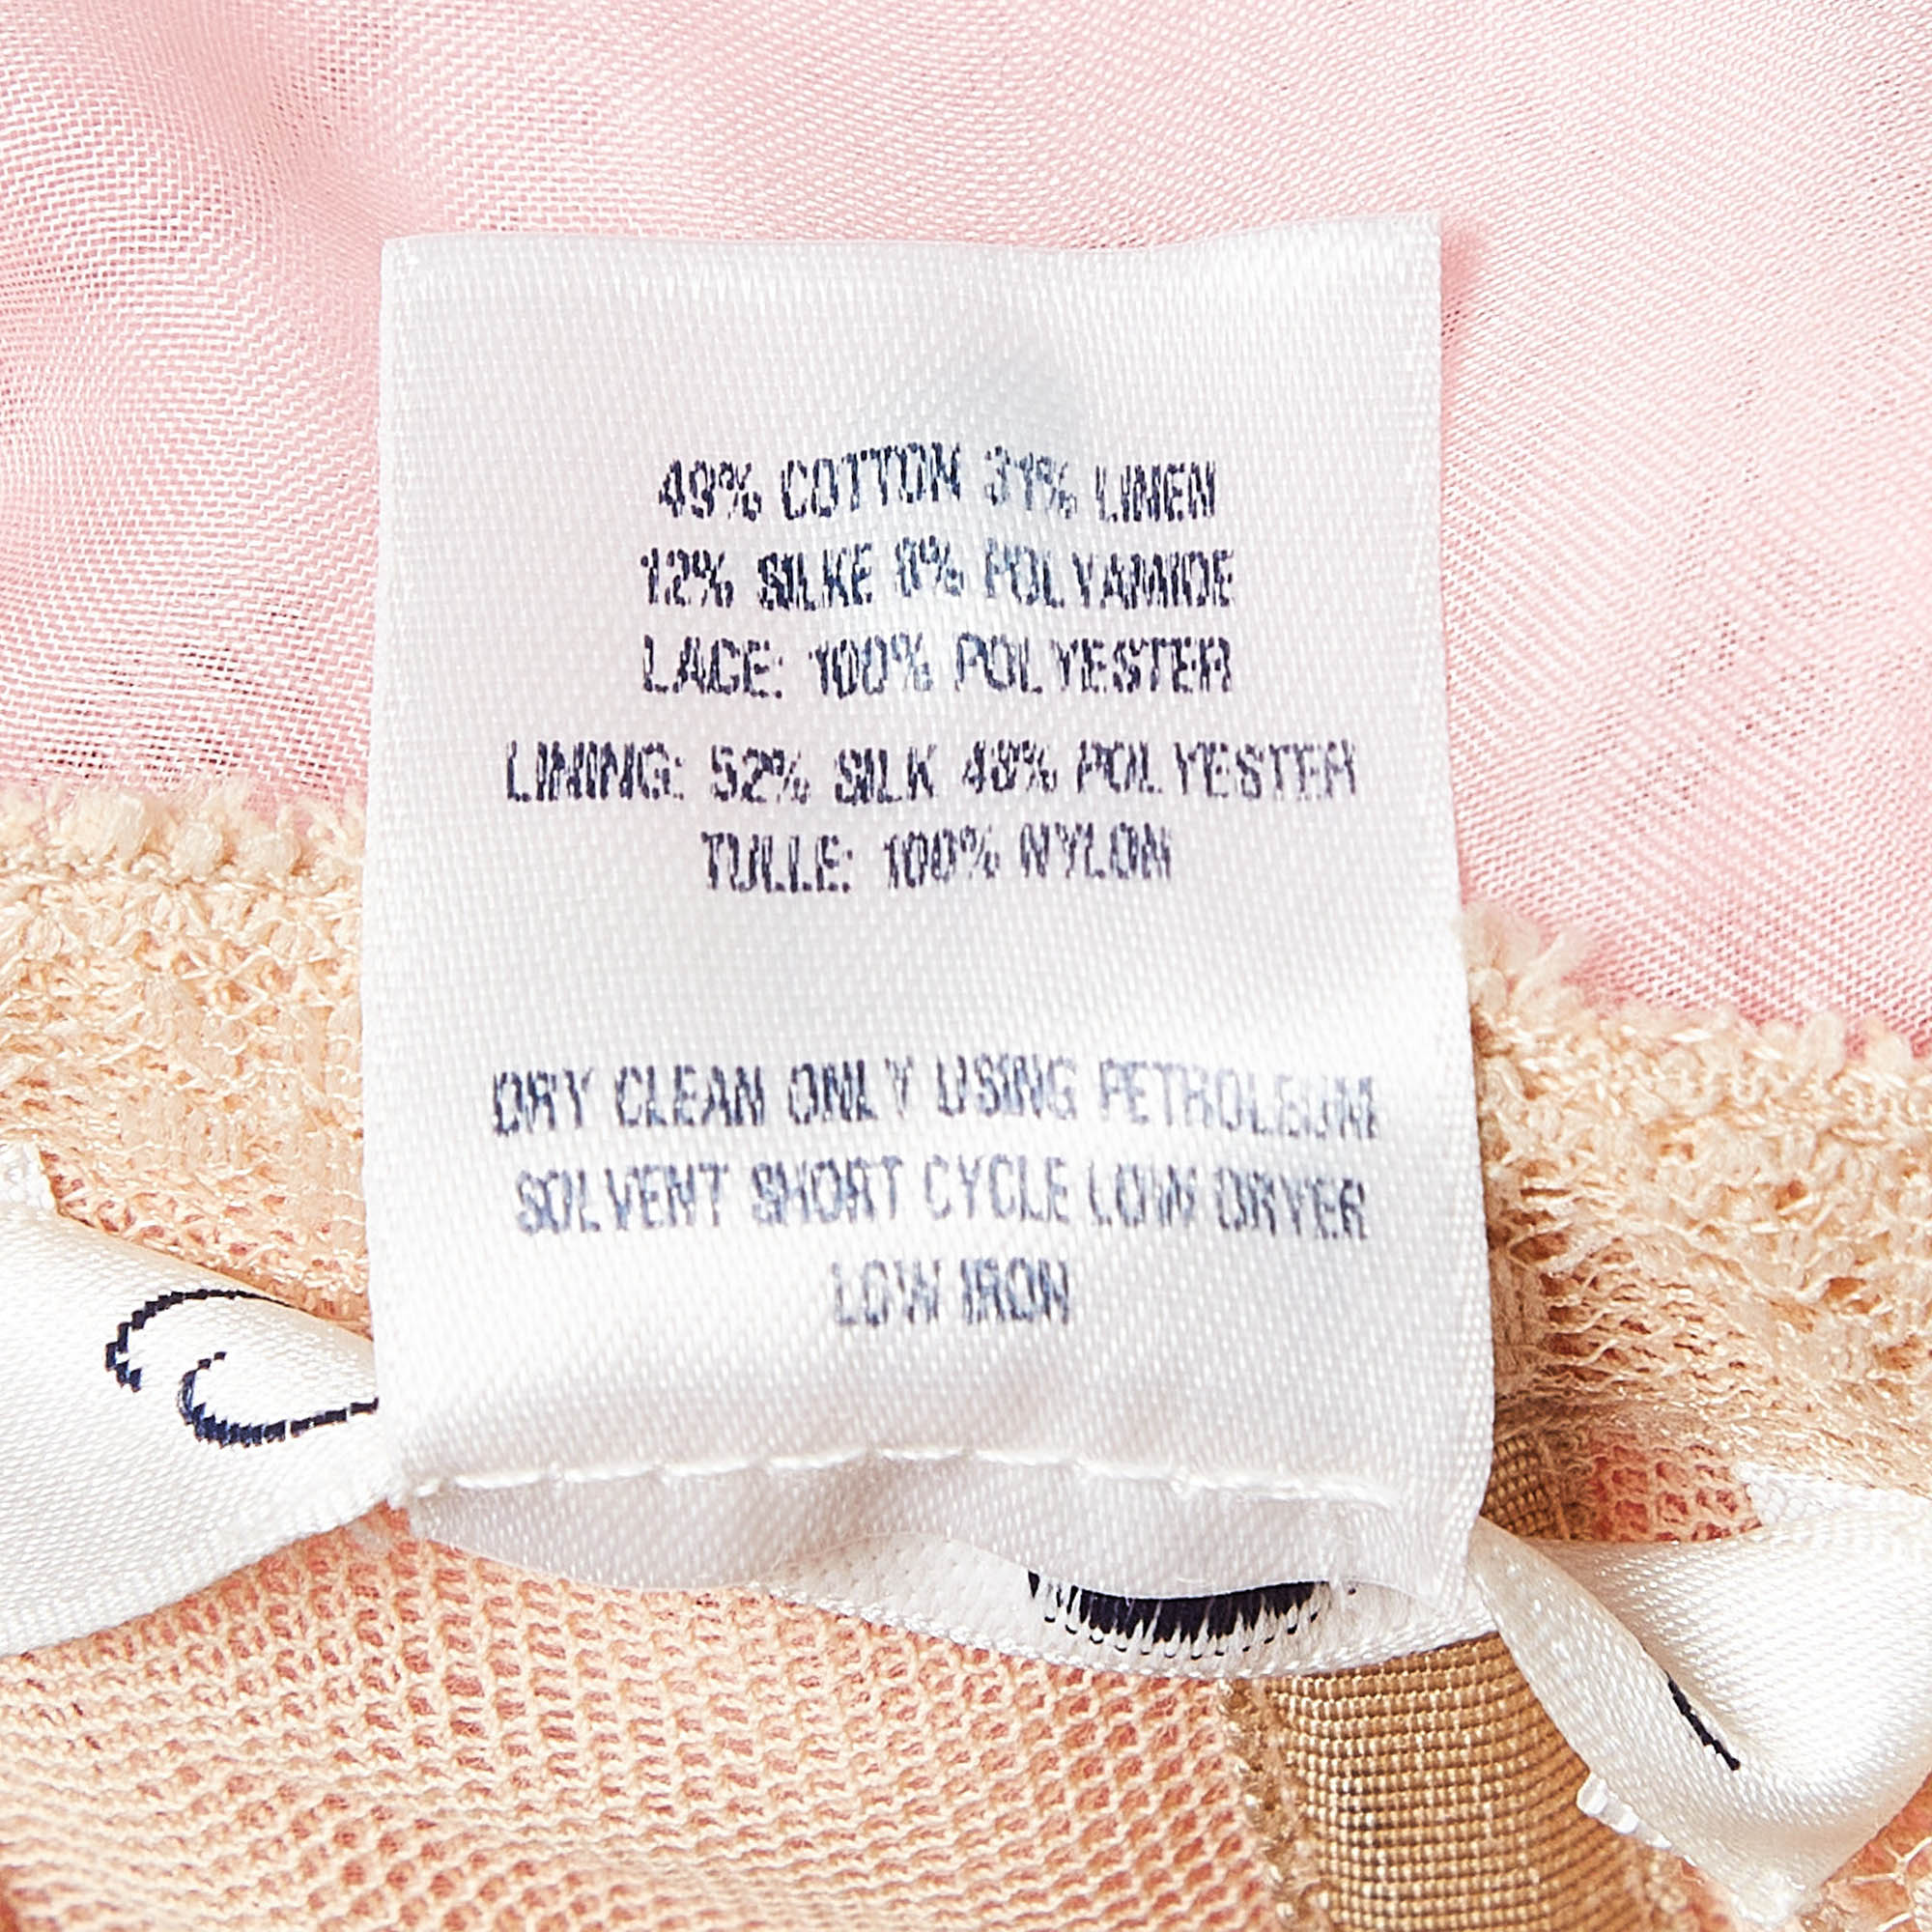 49% COTTON 31% LINEN
12% SILKE 8% POLYAMIDE
LACE: 100% POLYESTER
LINING: 52% SILK 48% POLYESTER
TULLE: 100% NYLON
DRY CLEAN ONLY USING PETROLEUM
SOLVENT SHORT CYCLE LOW DRYER
LOW IRON